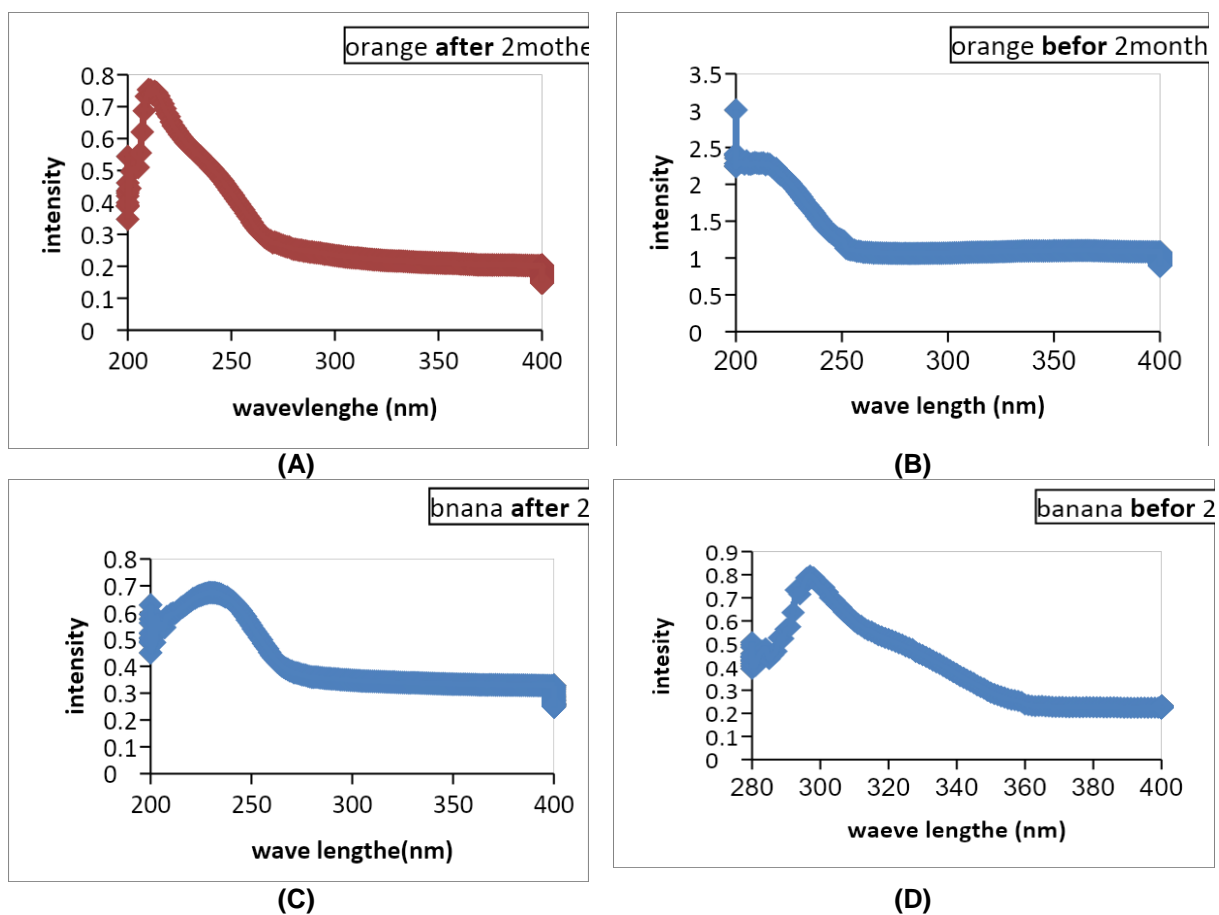 orange after 2mothe
0.8
0.7
0.6
0.5
0.4
0.3
0.2
0.1
0
intensity
200 250 300 350 400
wavevlenghe (nm)
(A)
orange befor 2month
3.5
3
2.5
2
1.5
1
0.5
0
intensity
200 250 300 350 400
wave length (nm)
(B)
bnana after 2
0.8
0.7
0.6
0.5
0.4
0.3
0.2
0.1
0
intensity
200 250 300 350 400
wave lengthe(nm)
(C)
banana befor 2
0.9
0.8
0.7
0.6
0.5
0.4
0.3
0.2
0.1
0
intesity
280 300 320 340 360 380 400
waeve lengthe (nm)
(D)